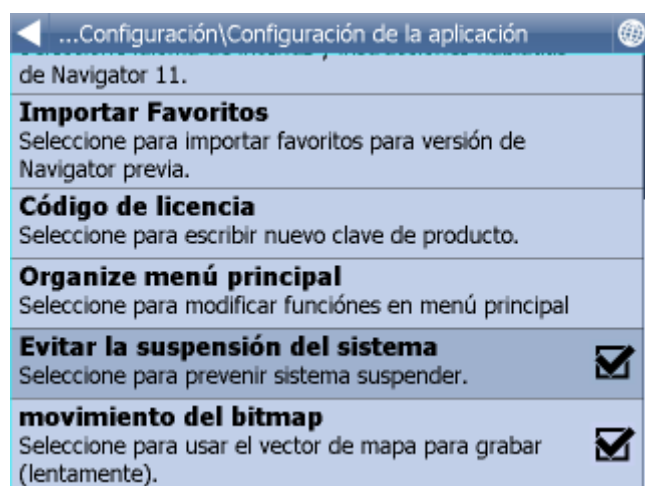 ...Configuración\Configuración de la aplicación
de Navigator 11.
Importar Favoritos
Seleccione para importar favoritos para versión de
Navigator previa.
Código de licencia
Seleccione para escribir nuevo clave de producto.
Organize menú principal
Seleccione para modificar funciónes en menú principal
Evitar la suspensión del sistema
Seleccione para prevenir sistema suspender.
movimiento del bitmap
Seleccione para usar el vector de mapa para grabar
(lentamente).